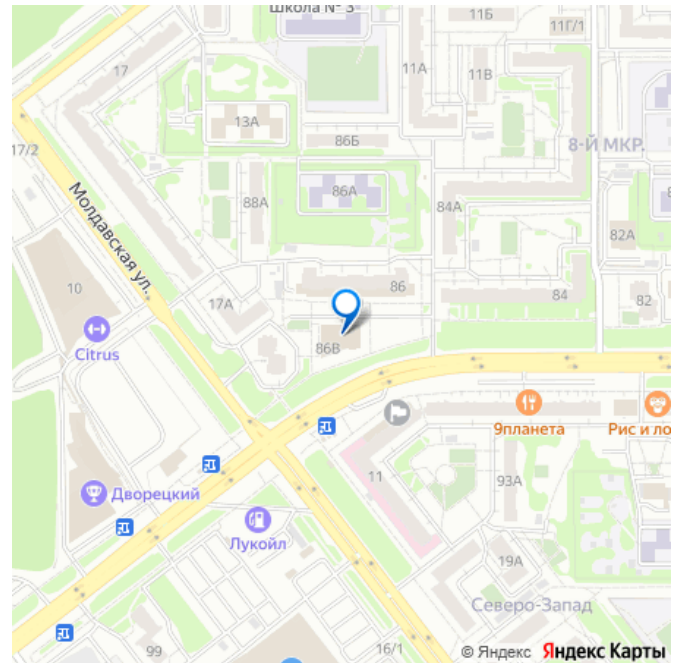 Школа № 3
11Б
11Г/1
17
11А
11В
13А
17/2
86Б
8-Й МКР.
86А
88А
84А
82А
Молдавская ул.
10
17А
86
84
82
86В
Citrus
9планета
Рис и ло
11
93А
Дворецкий
Лукойл
19А
Северо-Запад
99
16/1
© Яндекс Яндекс Карты